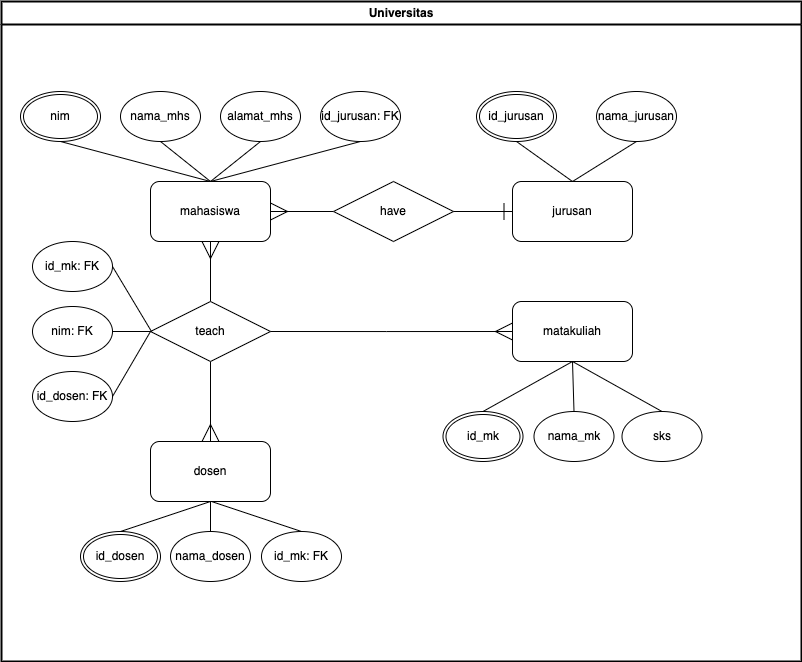 Universitas
nim
nama_mhs
alamat_mhs
id_jurusan: FK
id_jurusan
nama_jurusan
mahasiswa
have
jurusan
id_mk: FK
nim: FK
teach
matakuliah
id_dosen: FK
id_mk
nama_mk
sks
dosen
id_dosen
nama_dosen
id_mk: FK